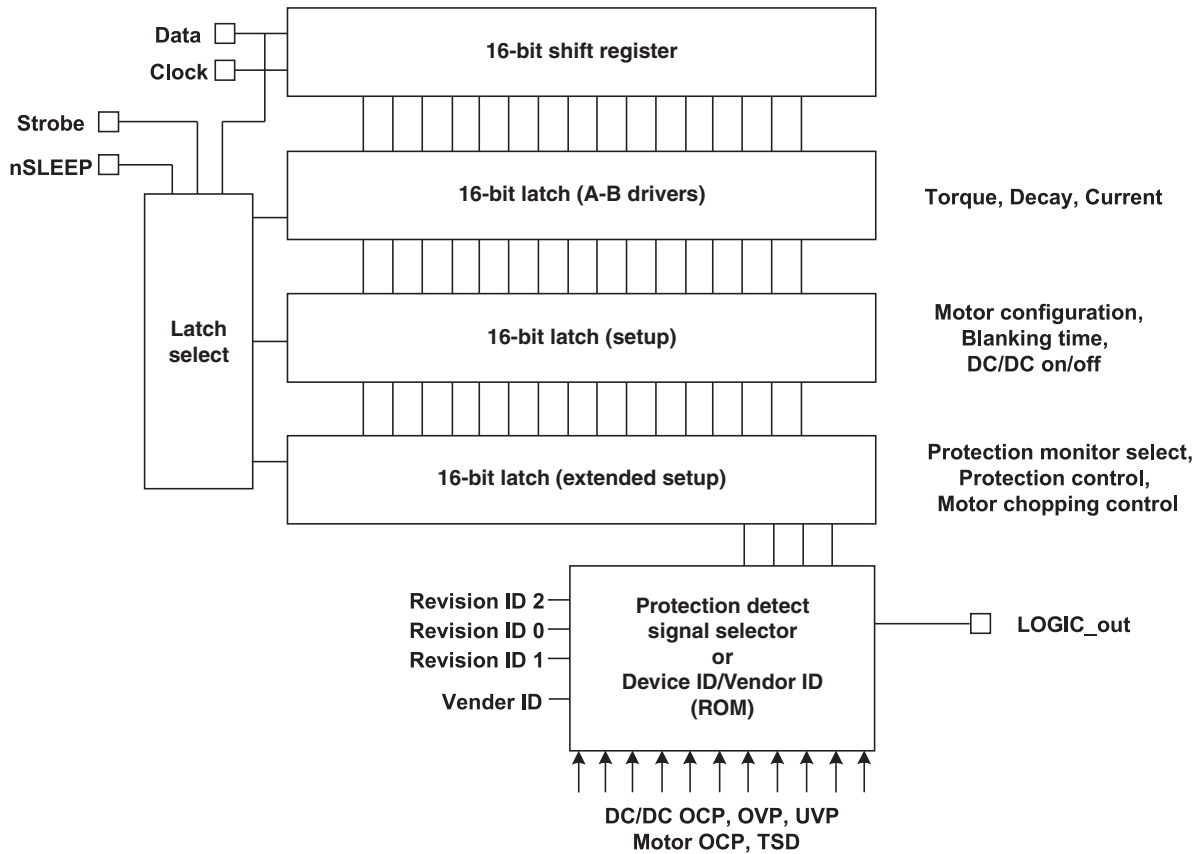 Data
Clock
16-bit shift register
Strobe
nSLEEP
16-bit latch (A-B drivers)
Torque, Decay, Current
Latch
select
16-bit latch (setup)
Motor configuration,
Blanking time,
DC/DC on/off
16-bit latch (extended setup)
Protection monitor select,
Protection control,
Motor chopping control
Revision ID 2
Revision ID 0
Revision ID 1
Vender ID
Protection detect
signal selector
or
Device ID/Vendor ID
(ROM)
LOGIC_out
DC/DC OCP, OVP, UVP
Motor OCP, TSD